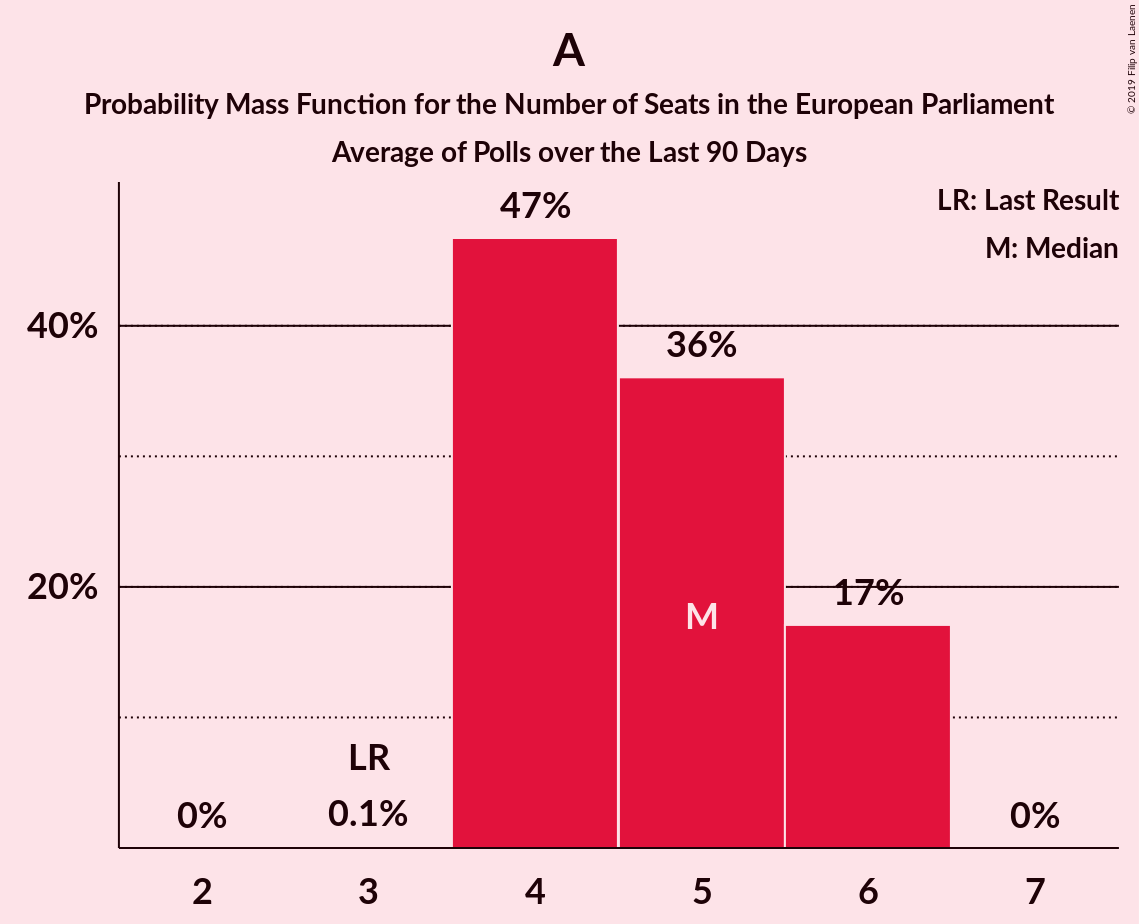 A
Probability Mass Function for the Number of Seats in the European Parliament
Average of Polls over the Last 90 Days
© 2019 Filip van Laenen
LR: Last Result
M: Median
47%
40%
36%
20%
17%
M
LR
0%
0.1%
0%
2 3 4 5 6 7